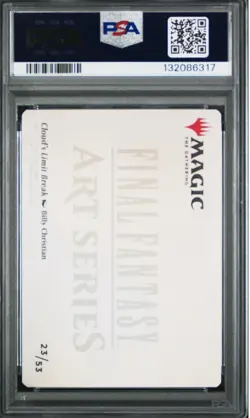 PSA
132086317
MAGIC
THE GATHERING
FINAL FANTASY
ART SERIES
Cloud's Limit Break Billy Christian
23/53